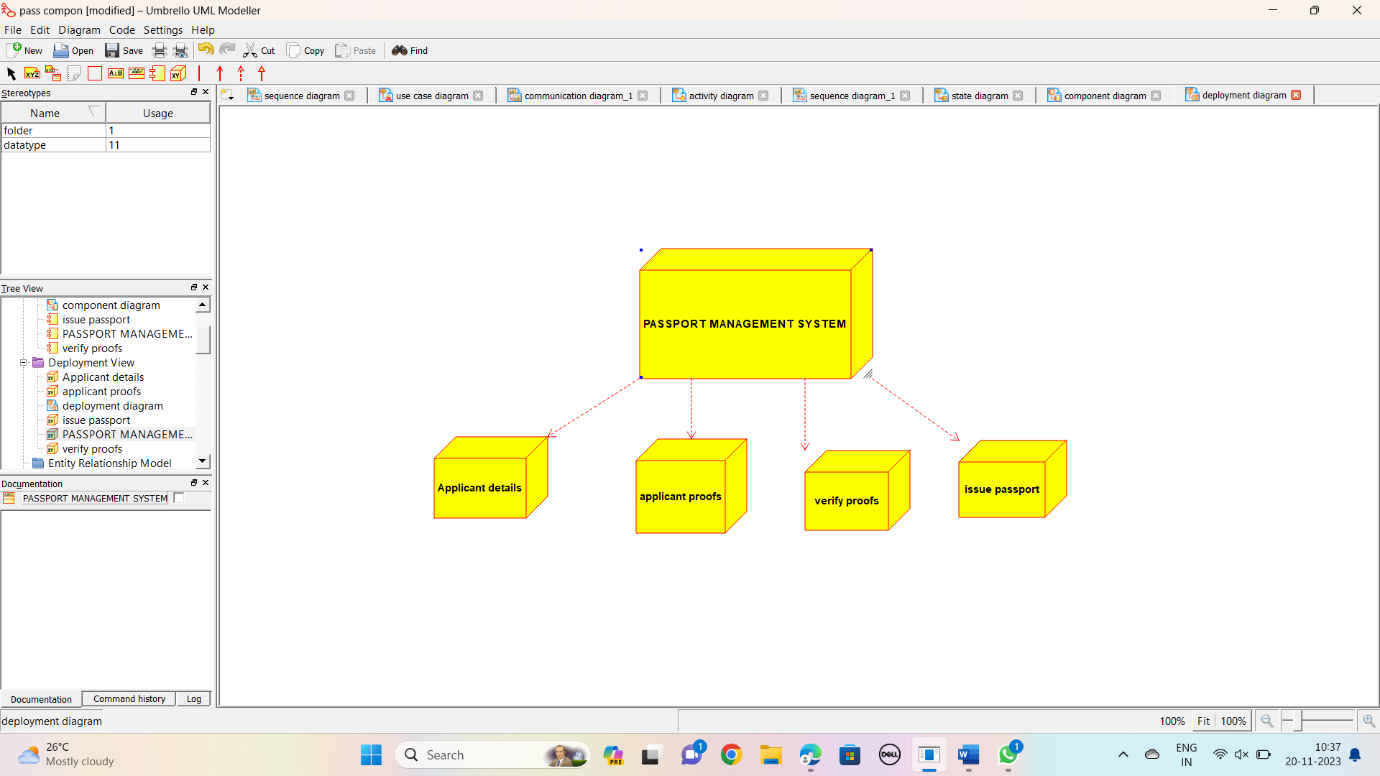 pass compon [modified] – Umbrello UML Modeller
File Edit Diagram Code Settings Help
New Open Save Cut Copy Paste Find
Stereotypes
Name Usage
folder 1
datatype 11
sequence diagram use case diagram communication diagram_1 activity diagram sequence diagram_1 state diagram component diagram deployment diagram
Tree View
component diagram
issue passport
PASSPORT MANAGEME...
verify proofs
Deployment View
Applicant details
applicant proofs
deployment diagram
issue passport
PASSPORT MANAGEME...
verify proofs
Entity Relationship Model
Documentation
PASSPORT MANAGEMENT SYSTEM
Documentation Command history Log
PASSPORT MANAGEMENT SYSTEM
Applicant details
applicant proofs
verify proofs
issue passport
deployment diagram
100% Fit 100%
26°C
Mostly cloudy
Search
PRE
1
DELL
1
ENG
IN
10:37
20-11-2023